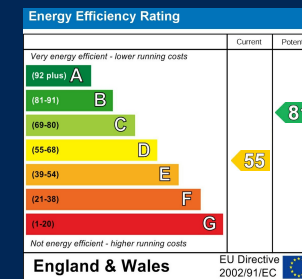 Energy Efficiency Rating
Current
Very energy efficient - lower running costs
(92 plus) A
(81-91) B
(69-80) C
(55-68) D
(39-54) E
(21-38) F
(1-20) G
55
Not energy efficient - higher running costs
England & Wales
EU Directive
2002/91/EC